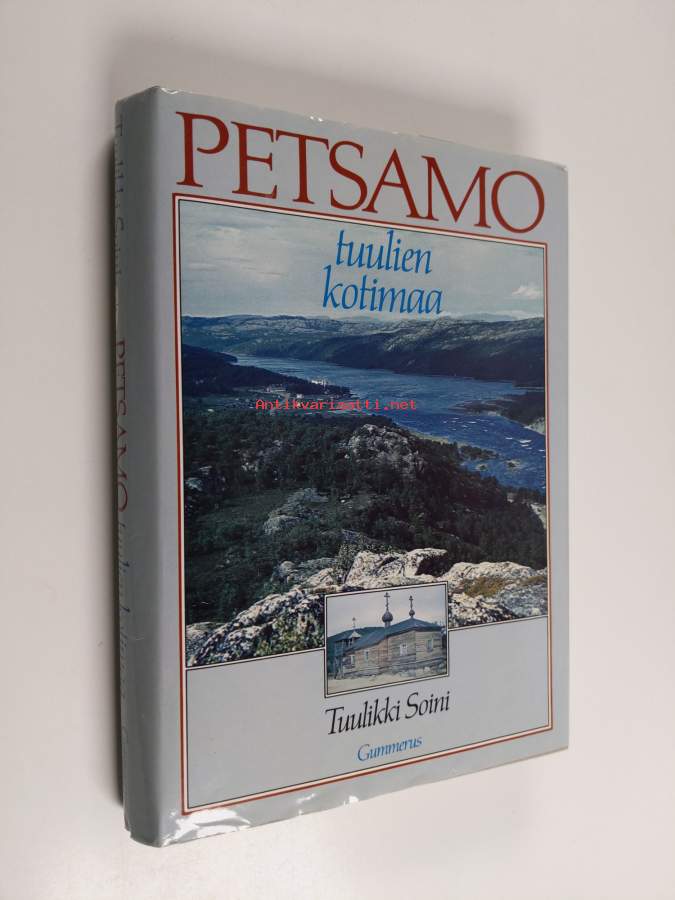 PETSAMO
tuulien
kotimaa
Antikvariaatti.net
Tuulikki Soini
Gummerus
PETSAMO